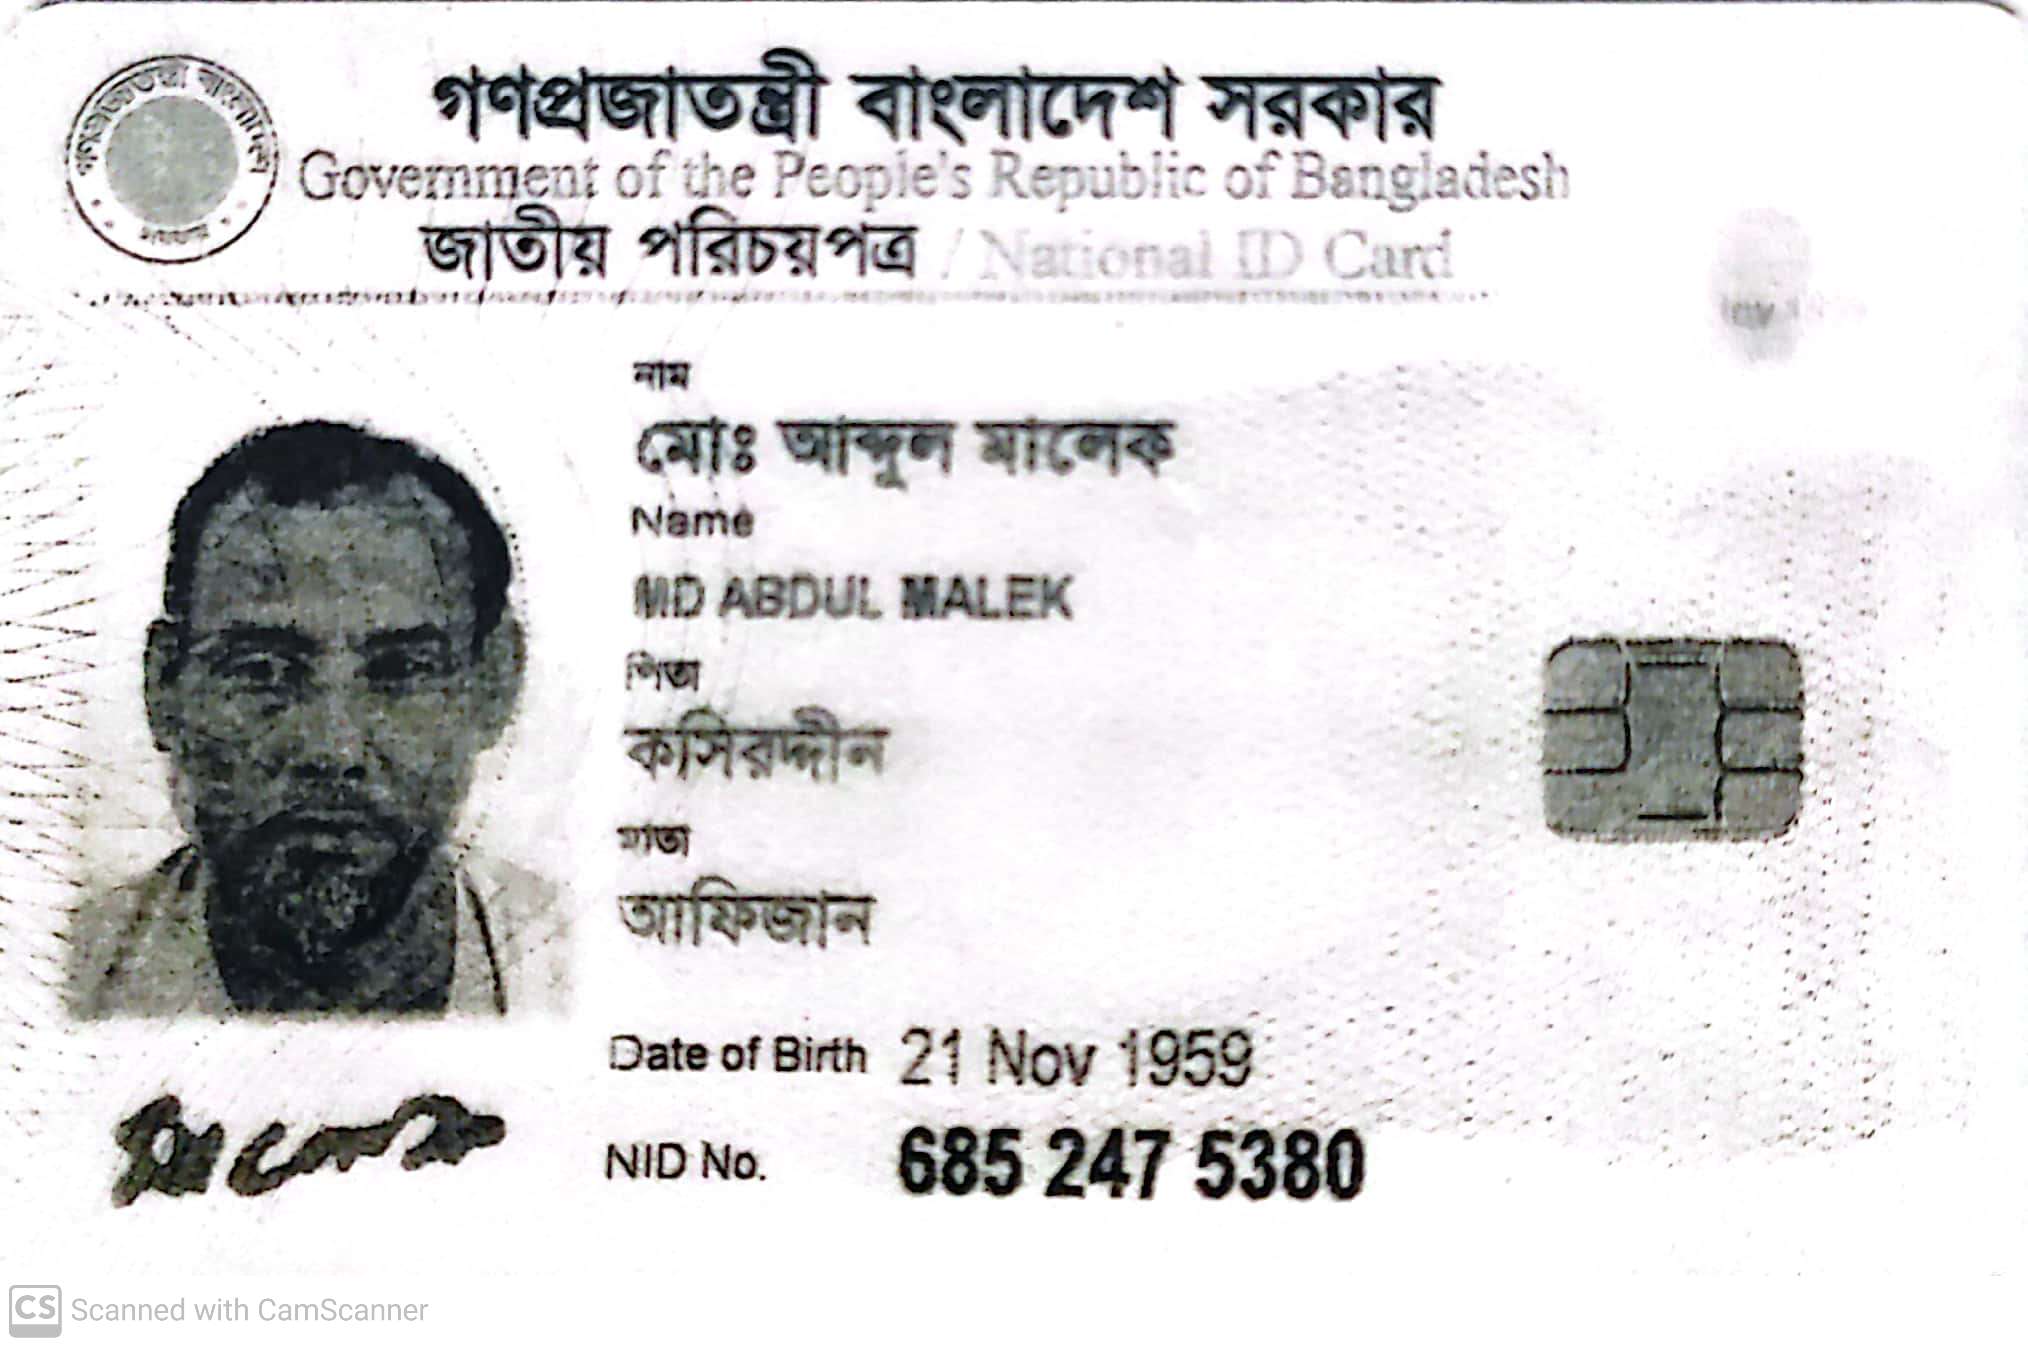 গণপ্রজাতন্ত্রী বাংলাদেশ সরকার
Government of the People's Republic of Bangladesh
জাতীয় পরিচয়পত্র / National ID Card
নাম
মোঃ আব্দুল মালেক
Name
MD ABDUL MALEK
পিতা
কসিরদ্দীন
মাতা
আফিজান
Date of Birth 21 Nov 1959
NID No. 685 247 5380
CS Scanned with CamScanner